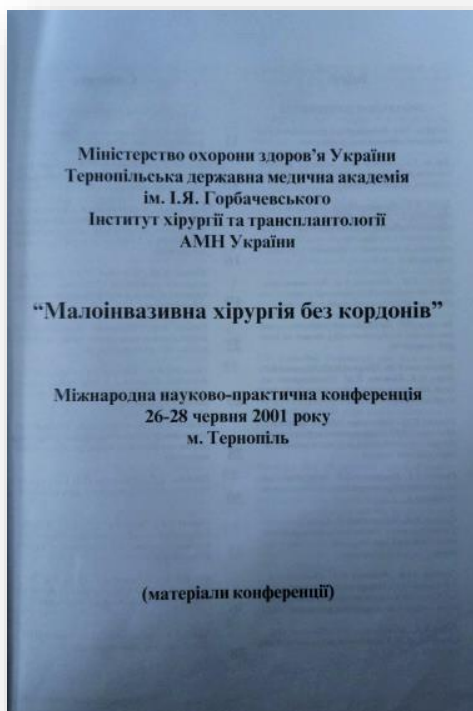 Міністерство охорони здоров’я України
Тернопільська державна медична академія
ім. І.Я. Горбачевського
Інститут хірургії та трансплантології
АМН України
“Малоінвазивна хірургія без кордонів”
Міжнародна науково-практична конференція
26-28 червня 2001 року
м. Тернопіль
(матеріали конференції)